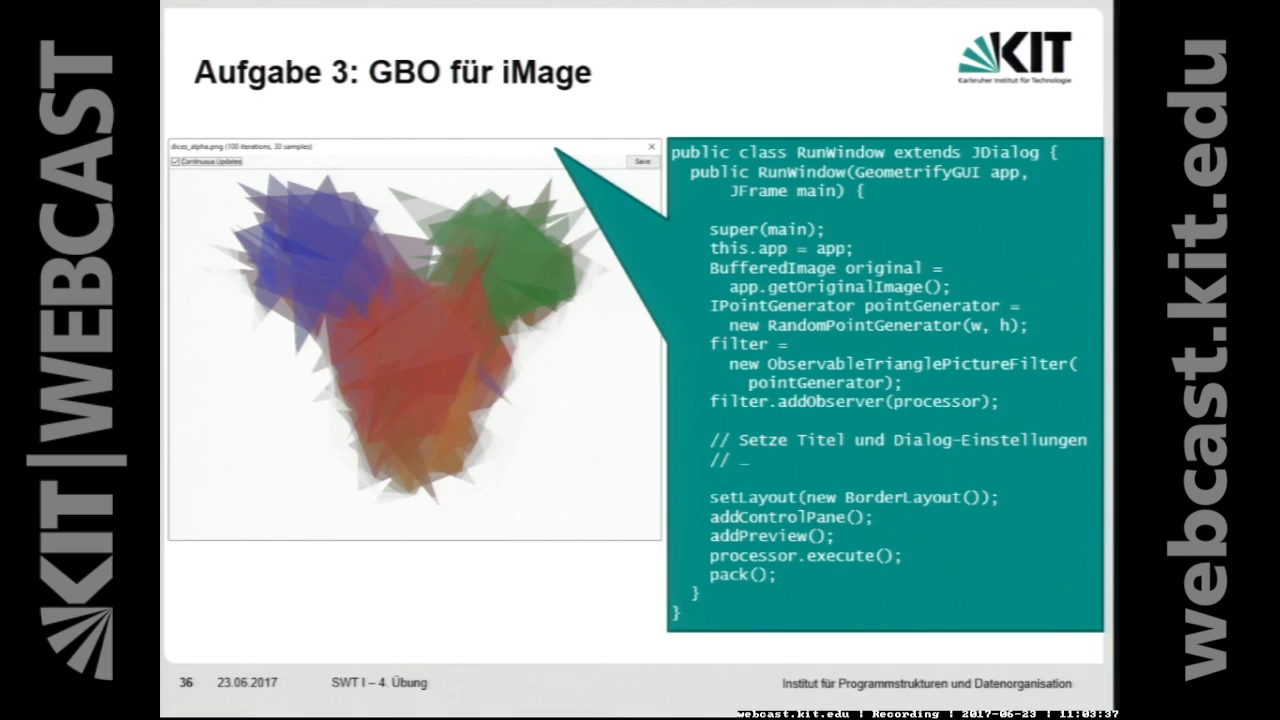 KIT | WEBCAST
Aufgabe 3: GBO für iMage
KIT
Karlsruher Institut für Technologie
dices_alpha.png (100 iterations, 30 samples)
Continuous Updates
Save
public class RunWindow extends JDialog {
public RunWindow(GeometrifyGUI app,
JFrame main) {
super(main);
this.app = app;
BufferedImage original =
app.getOriginalImage();
IPointGenerator pointGenerator =
new RandomPointGenerator(w, h);
filter =
new ObservableTrianglePictureFilter(
pointGenerator);
filter.addObserver(processor);
// Setze Titel und Dialog-Einstellungen
// …
setLayout(new BorderLayout());
addControlPane();
addPreview();
processor.execute();
pack();
}
}
36 23.06.2017 SWT I – 4. Übung Institut für Programmstrukturen und Datenorganisation
webcast.kit.edu
webcast.kit.edu | Recording | 2017-06-23 | 11:03:37